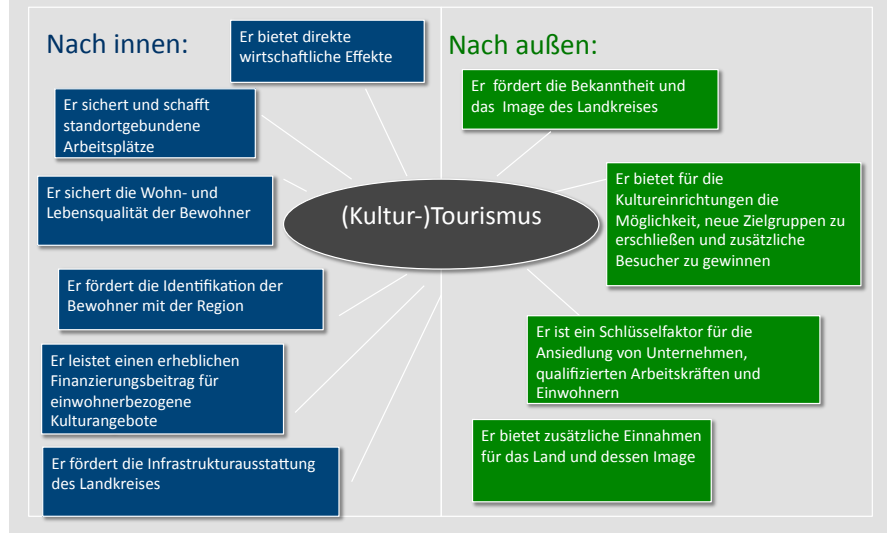 Nach innen:
Er bietet direkte
wirtschaftliche Effekte
Er sichert und schafft
standortgebundene
Arbeitsplätze
Er sichert die Wohn- und
Lebensqualität der Bewohner
Er fördert die Identifikation der
Bewohner mit der Region
Er leistet einen erheblichen
Finanzierungsbeitrag für
einwohnerbezogene
Kulturangebote
Er fördert die Infrastrukturausstattung
des Landkreises
(Kultur-)Tourismus
Nach außen:
Er fördert die Bekanntheit und
das Image des Landkreises
Er bietet für die
Kultureinrichtungen die
Möglichkeit, neue Zielgruppen zu
erschließen und zusätzliche
Besucher zu gewinnen
Er ist ein Schlüsselfaktor für die
Ansiedlung von Unternehmen,
qualifizierten Arbeitskräften und
Einwohnern
Er bietet zusätzliche Einnahmen
für das Land und dessen Image